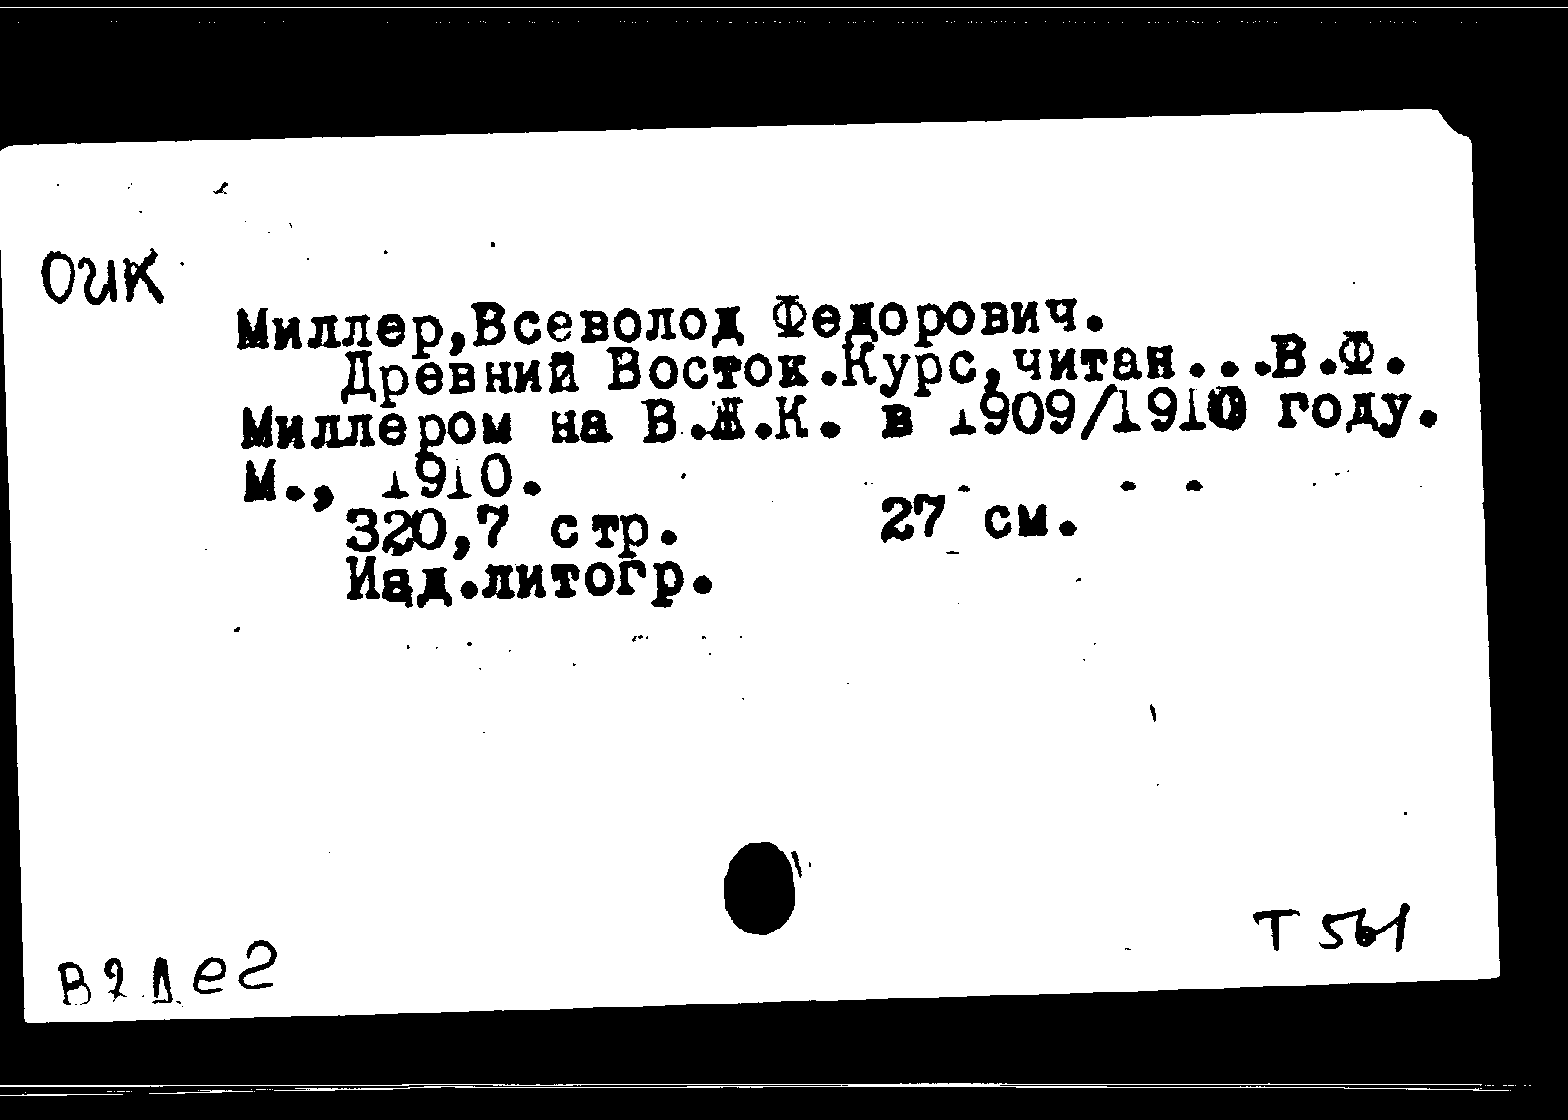 ОИК
Миллер,Всеволод Федорович.
Древний Восток.Курс,читан...В.Ф.
Миллером на В.Ж.К. в 1909/1910 году.
М., 1910.
320,7 стр. 27 см.
Изд.литогр.
Т 561